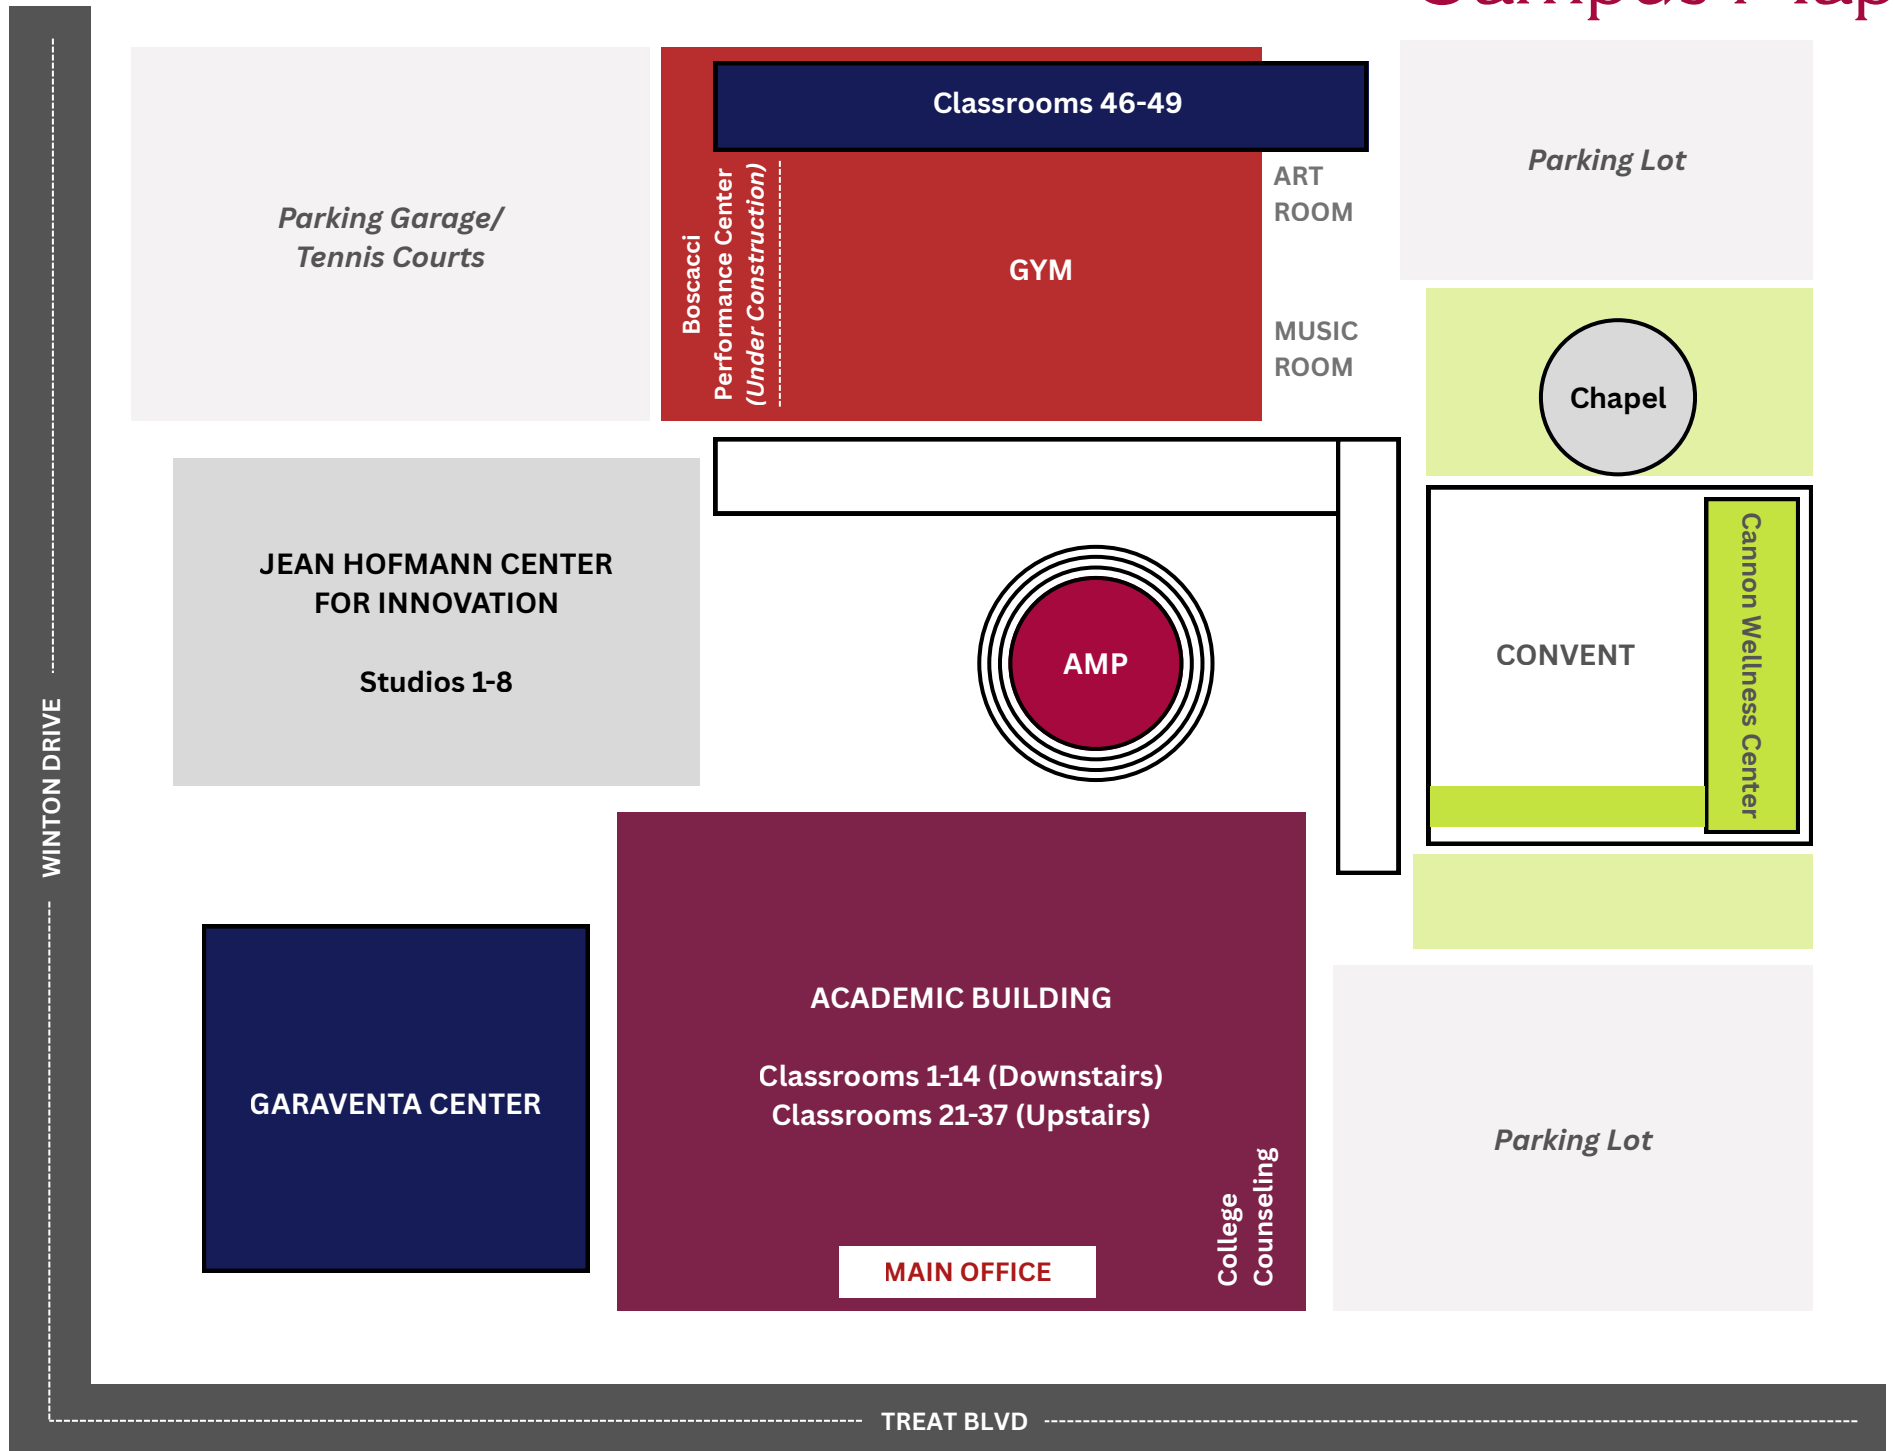 Campus Map
Classrooms 46-49
Parking Lot
Parking Garage/
Tennis Courts
Boscacci
Performance Center
(Under Construction)
GYM
ART
ROOM
MUSIC
ROOM
Chapel
JEAN HOFMANN CENTER
FOR INNOVATION
Studios 1-8
AMP
CONVENT
Cannon Wellness Center
WINTON DRIVE
GARAVENTA CENTER
ACADEMIC BUILDING
Classrooms 1-14 (Downstairs)
Classrooms 21-37 (Upstairs)
College
Counseling
MAIN OFFICE
Parking Lot
TREAT BLVD